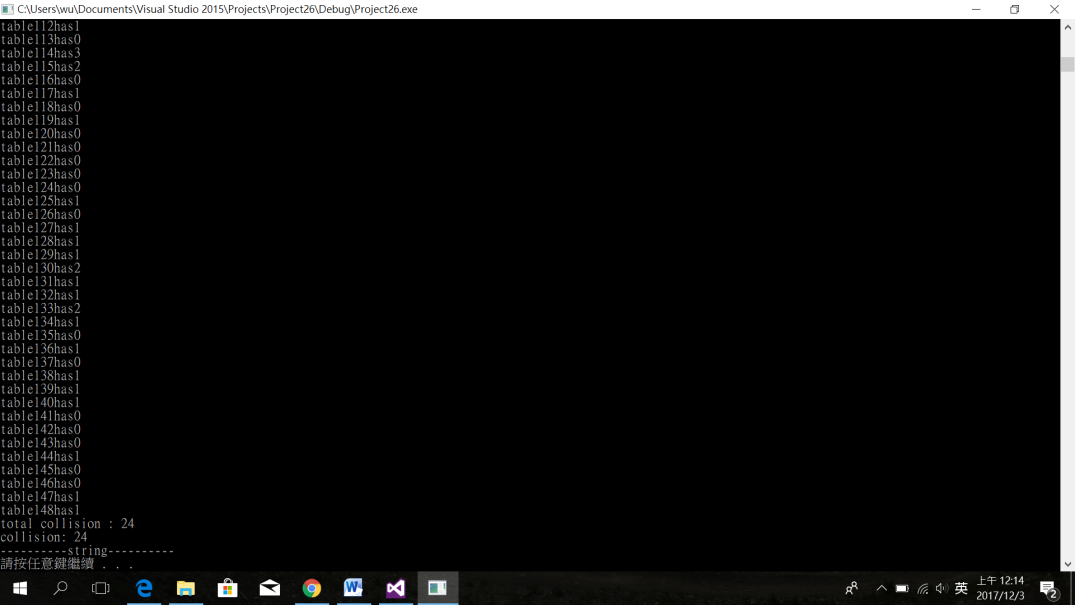 C:\Users\wu\Documents\Visual Studio 2015\Projects\Project26\Debug\Project26.exe
table112has1
table113has0
table114has3
table115has2
table116has0
table117has1
table118has0
table119has1
table120has0
table121has0
table122has0
table123has0
table124has0
table125has1
table126has0
table127has1
table128has1
table129has1
table130has2
table131has1
table132has1
table133has2
table134has1
table135has0
table136has1
table137has0
table138has1
table139has1
table140has1
table141has0
table142has0
table143has0
table144has1
table145has0
table146has0
table147has1
table148has1
total collision : 24
collision: 24
----------string----------
請按任意鍵繼續 . . .
英
上午 12:14
2017/12/3
2